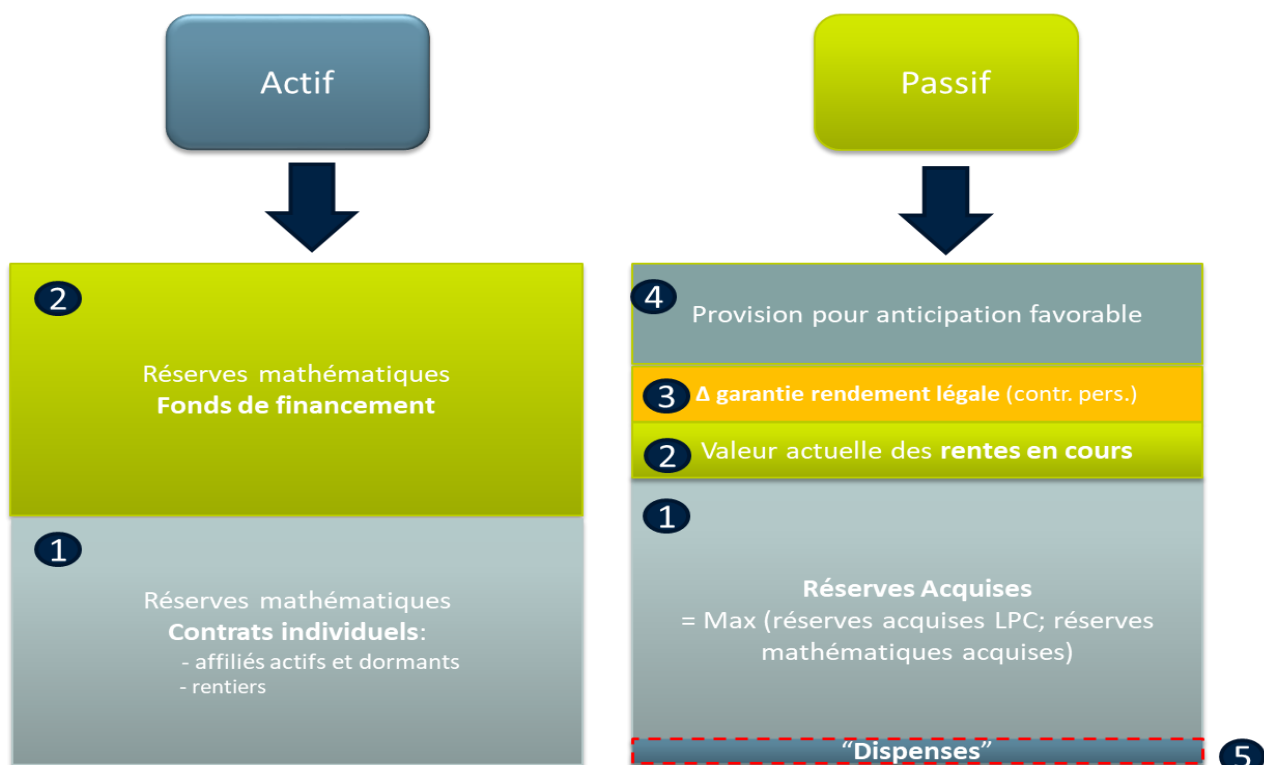 Actif
Passif
2
Réserves mathématiques
Fonds de financement
1
Réserves mathématiques
Contrats individuels:
- affiliés actifs et dormants
- rentiers
4
Provision pour anticipation favorable
3
Δ garantie rendement légale (contr. pers.)
2
Valeur actuelle des rentes en cours
1
Réserves Acquises
= Max (réserves acquises LPC; réserves
mathématiques acquises)
“Dispenses”
5